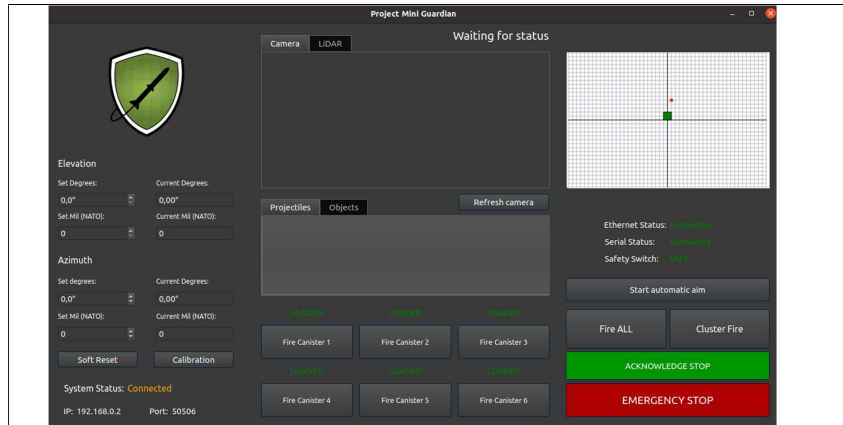 Project Mini Guardian
Camera LiDAR
Waiting for status
Elevation
Set Degrees: Current Degrees:
0,0° 0,00°
Set Mil (NATO): Current Mil (NATO):
0 0
Azimuth
Set degrees: Current Degrees:
0,0° 0,00°
Set Mil (NATO): Current Mil (NATO):
0 0
Soft Reset Calibration
System Status: Connected
IP: 192.168.0.2 Port: 50506
Projectiles Objects
Refresh camera
LOADED LOADED LOADED
Fire Canister 1 Fire Canister 2 Fire Canister 3
LOADED LOADED LOADED
Fire Canister 4 Fire Canister 5 Fire Canister 6
Ethernet Status: Connected
Serial Status: Connected
Safety Switch: SAFE
Start automatic aim
Fire ALL Cluster Fire
ACKNOWLEDGE STOP
EMERGENCY STOP